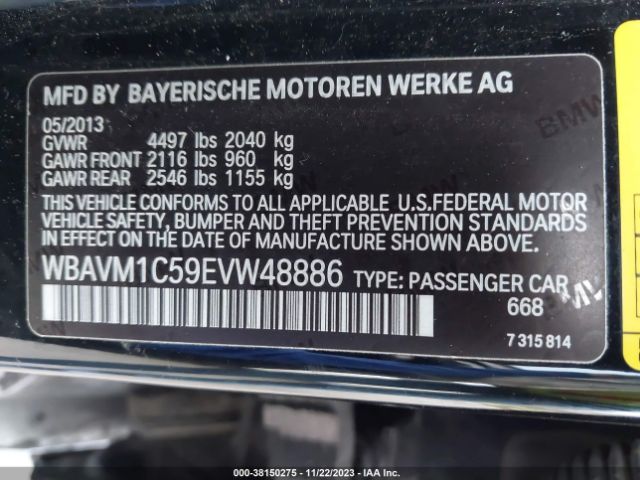 MFD BY BAYERISCHE MOTOREN WERKE AG
05/2013
GVWR 4497 lbs 2040 kg
GAWR FRONT 2116 lbs 960 kg
GAWR REAR 2546 lbs 1155 kg
THIS VEHICLE CONFORMS TO ALL APPLICABLE U.S.FEDERAL MOTOR
VEHICLE SAFETY, BUMPER AND THEFT PREVENTION STANDARDS
IN EFFECT ON THE DATE OF MANUFACTURE SHOWN ABOVE.
WBAVM1C59EVW48886 TYPE: PASSENGER CAR
668
7 315 814
000-38150275 - 11/22/2023 - IAA Inc.